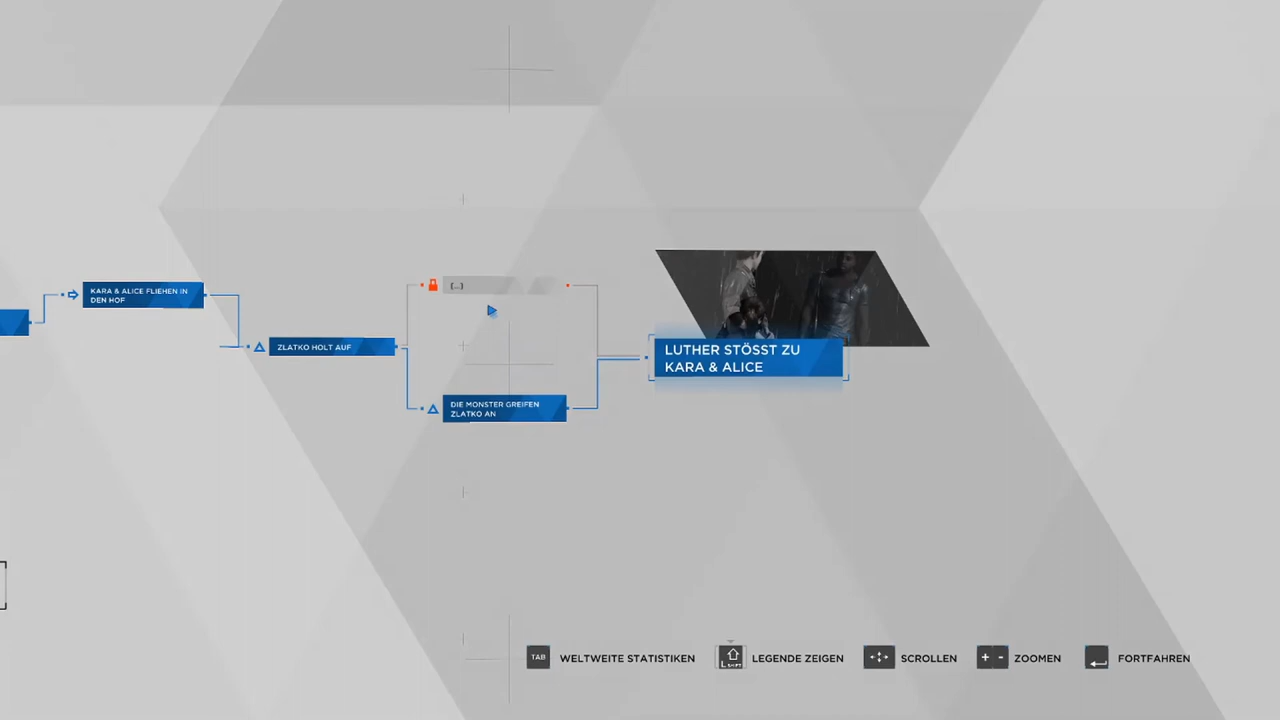 KARA & ALICE FLIEHEN IN
DEN HOF
ZLATKO HOLT AUF
{...}
DIE MONSTER GREIFEN
ZLATKO AN
LUTHER STÖSST ZU
KARA & ALICE
TAB WELTWEITE STATISTIKEN
L SHIFT LEGENDE ZEIGEN
SCROLLEN
+ - ZOOMEN
FORTFAHREN